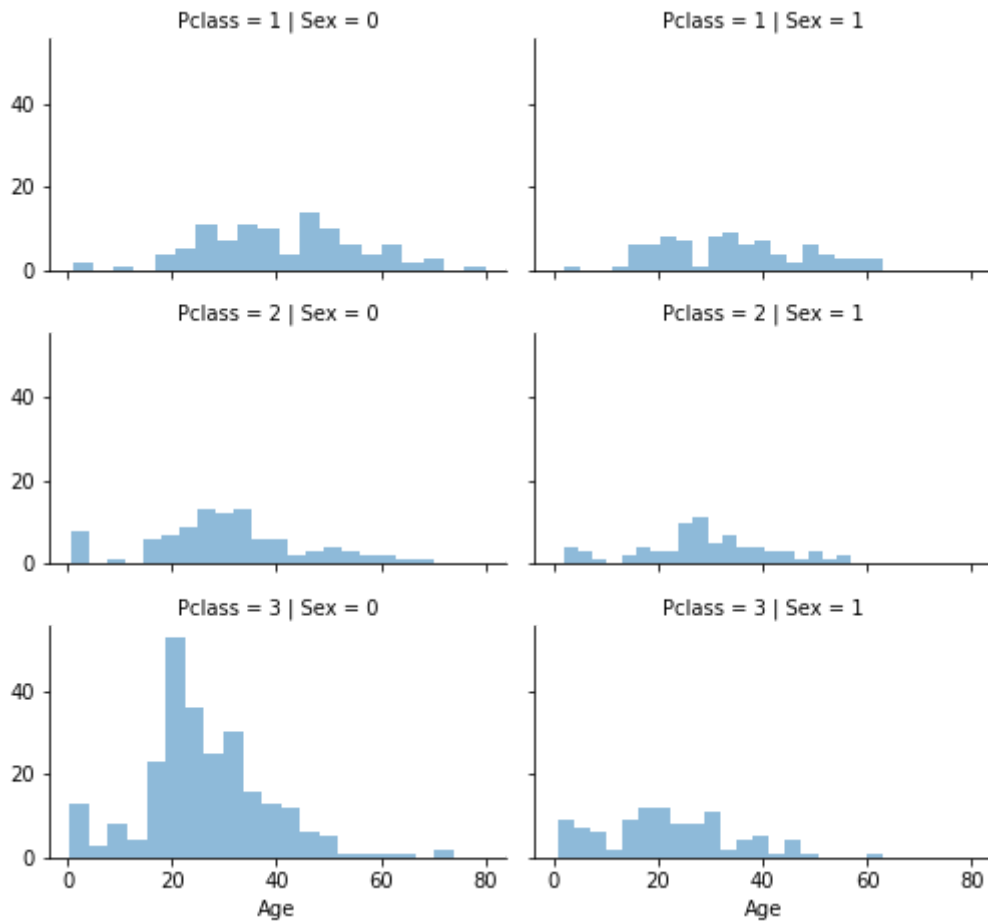 Pclass = 1 | Sex = 0
Pclass = 1 | Sex = 1
40
20
0
Pclass = 2 | Sex = 0
Pclass = 2 | Sex = 1
40
20
0
Pclass = 3 | Sex = 0
Pclass = 3 | Sex = 1
40
20
0
0 20 40 60 80
0 20 40 60 80
Age
Age